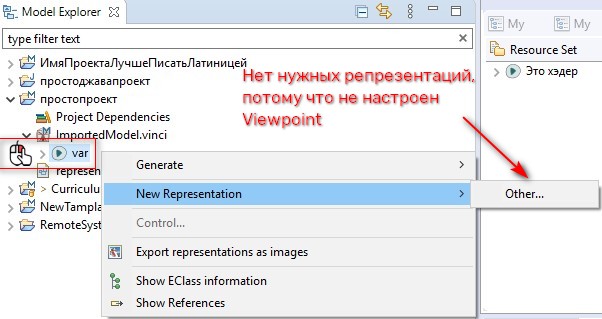 Model Explorer
My
My
type filter text
Resource Set
ИмяПроектаЛучшеПисатьЛатиницей
Это хэдер
простоджавапроект
простопроект
Нет нужных репрезентаций,
потому что не настроен
Viewpoint
Project Dependencies
ImportedModel.vinci
var
represen
> Curriculu
NewTamplat
RemoteSyste
Generate
New Representation
Other...
Control...
Export representations as images
Show EClass information
Show References